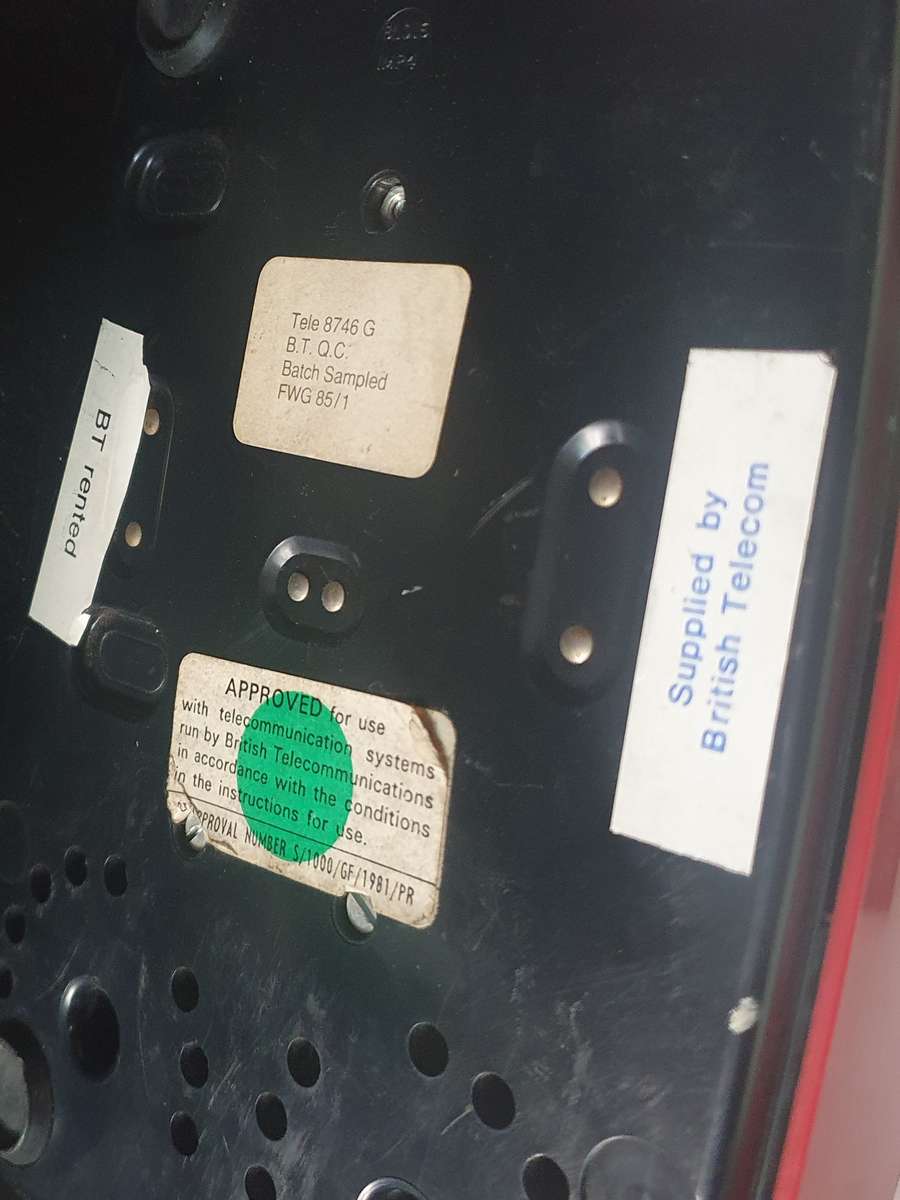 Tele 8746 G
B.T. Q.C.
Batch Sampled
FWG 85/1
BT rented
Supplied by
British Telecom
APPROVED for use
with telecommunication systems
run by British Telecommunications
in accordance with the conditions
in the instructions for use.
APPROVAL NUMBER S/1000/GF/1981/PR